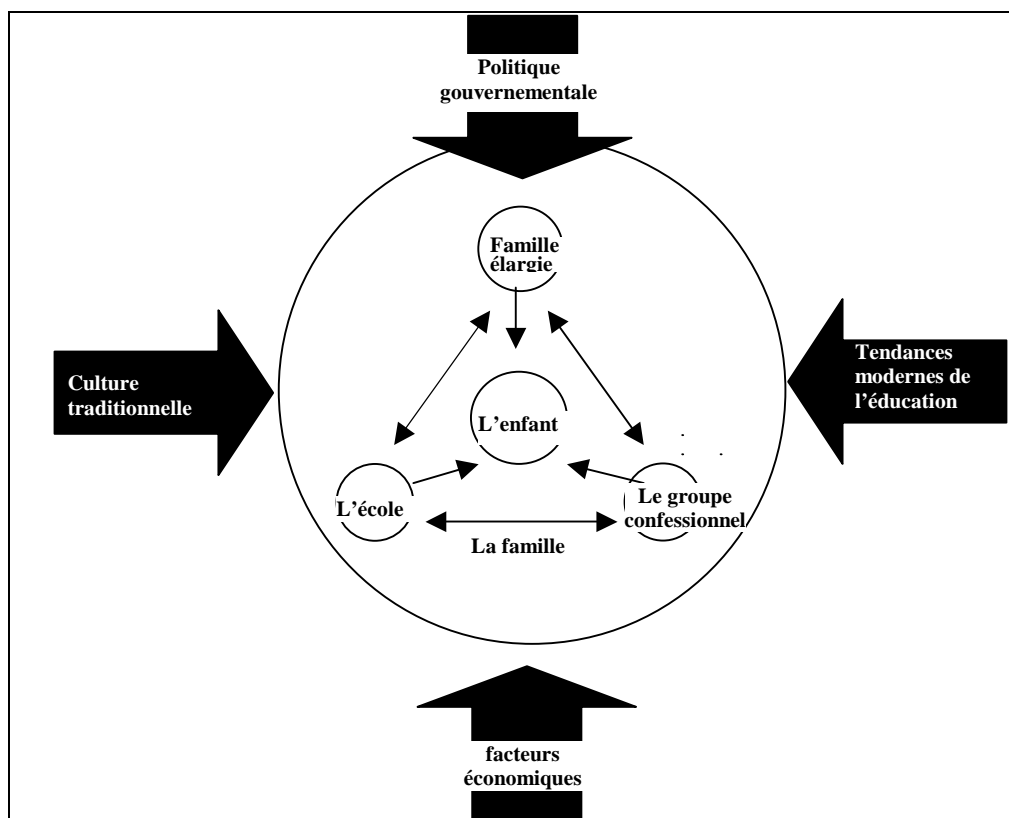 Politique
gouvernementale
Famille
élargie
Culture
traditionnelle
Tendances
modernes de
l’éducation
L’enfant
L’école
Le groupe
confessionnel
La famille
facteurs
économiques